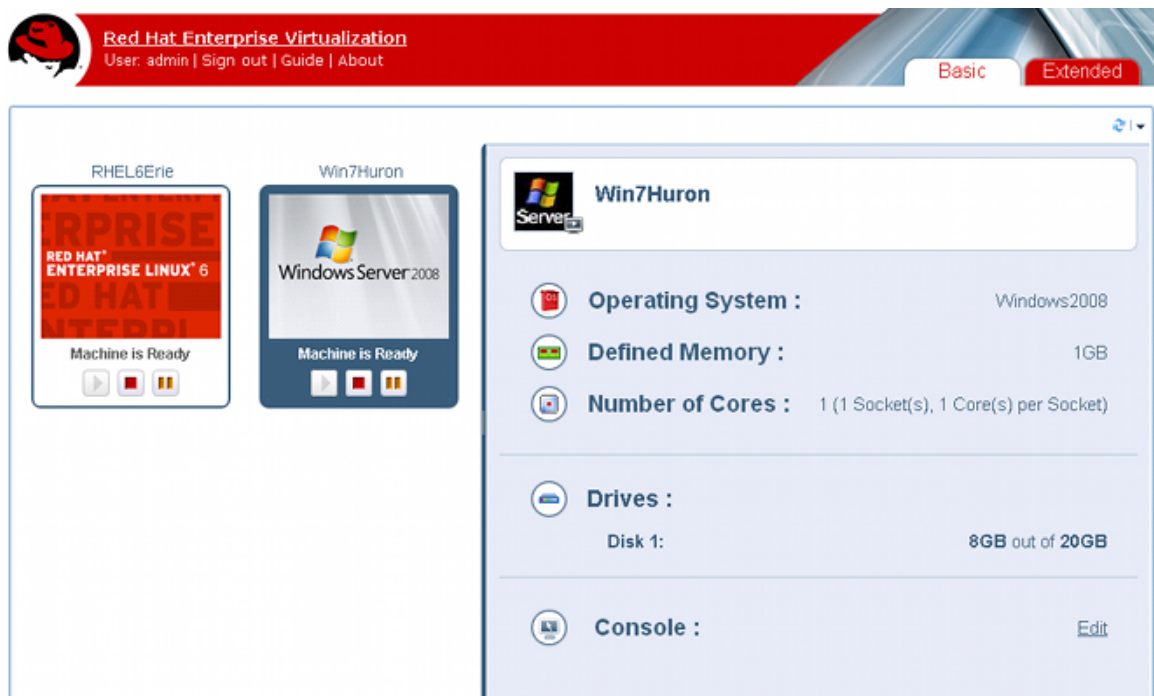 Red Hat Enterprise Virtualization
User: admin | Sign out | Guide | About
Basic
Extended
RHEL6Erie
RED HAT
ENTERPRISE LINUX 6
Machine is Ready
Win7Huron
Windows Server 2008
Machine is Ready
Server
Win7Huron
Operating System : Windows2008
Defined Memory : 1GB
Number of Cores : 1 (1 Socket(s), 1 Core(s) per Socket)
Drives :
Disk 1: 8GB out of 20GB
Console : Edit